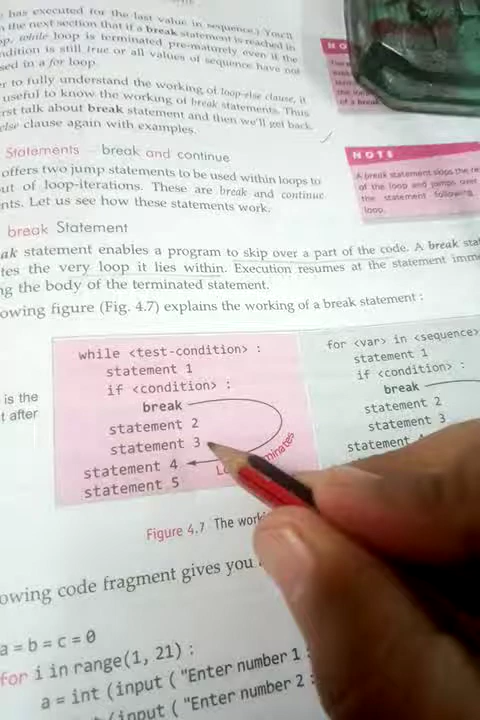 has executed for the last value in sequence.) You'll
the next section that if a break statement is reached in
op, while loop is terminated pre-maturely even if the
ndition is still true or all values of sequence have not
sed in a for loop.
er to fully understand the working of loop-else clause, it
useful to know the working of break statements. Thus
rst talk about break statement and then we'll get back
else clause again with examples.
Statements – break and continue
offers two jump statements to be used within loops to
out of loop-iterations. These are break and continue
nts. Let us see how these statements work.
NOTE
A break statement skips the re
of the loop and jumps over
the statement following
loop.
break Statement
ak statement enables a program to skip over a part of the code. A break stat
tes the very loop it lies within. Execution resumes at the statement imme
ng the body of the terminated statement.
owing figure (Fig. 4.7) explains the working of a break statement :
is the
t after
while <test-condition> :
statement 1
if <condition> :
break
statement 2
statement 3
statement 4
statement 5
minates
for <var> in <sequence>
statement 1
if <condition> :
break
statement 2
statement 3
statement
Figure 4.7 The work
owing code fragment gives you
a = b = c = 0
for i in range(1, 21) :
a = int (input ( "Enter number 1 :
(input ( "Enter number 2 :